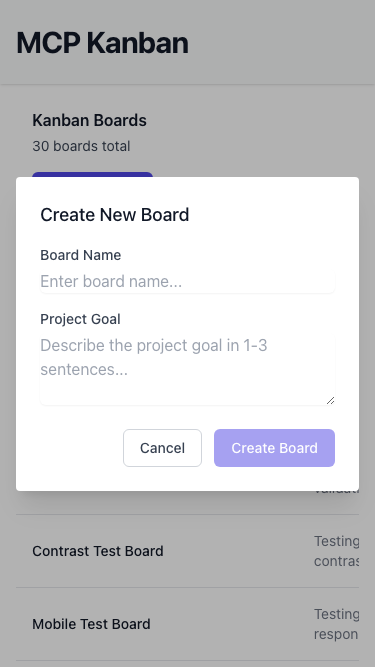 MCP Kanban
Kanban Boards
30 boards total
Create New Board
Board Name
Enter board name...
Project Goal
Describe the project goal in 1-3
sentences...
Cancel
Create Board
Contrast Test Board
Testing
contras
Mobile Test Board
Testing
respon